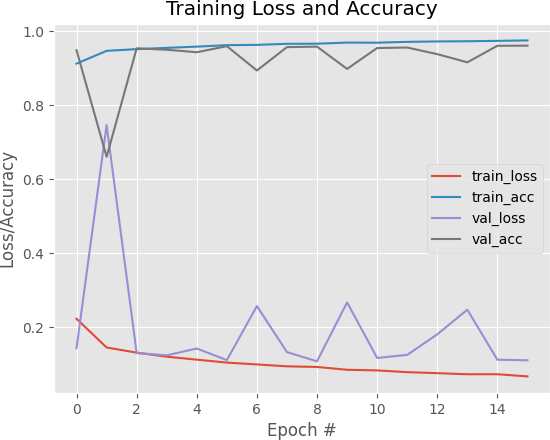 Training Loss and Accuracy
1.0
0.8
0.6
0.4
0.2
Loss/Accuracy
train_loss
train_acc
val_loss
val_acc
0 2 4 6 8 10 12 14
Epoch #